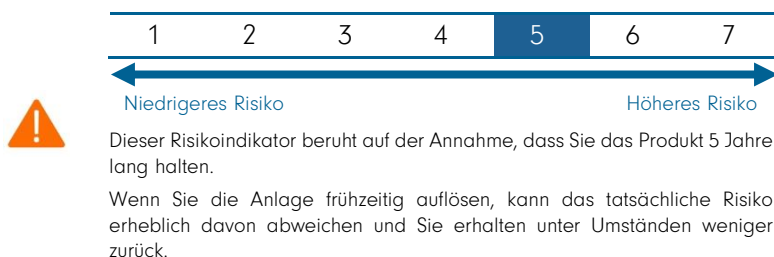 1 2 3 4 5 6 7
Niedrigeres Risiko Höheres Risiko
Dieser Risikoindikator beruht auf der Annahme, dass Sie das Produkt 5 Jahre
lang halten.
Wenn Sie die Anlage frühzeitig auflösen, kann das tatsächliche Risiko
erheblich davon abweichen und Sie erhalten unter Umständen weniger
zurück.